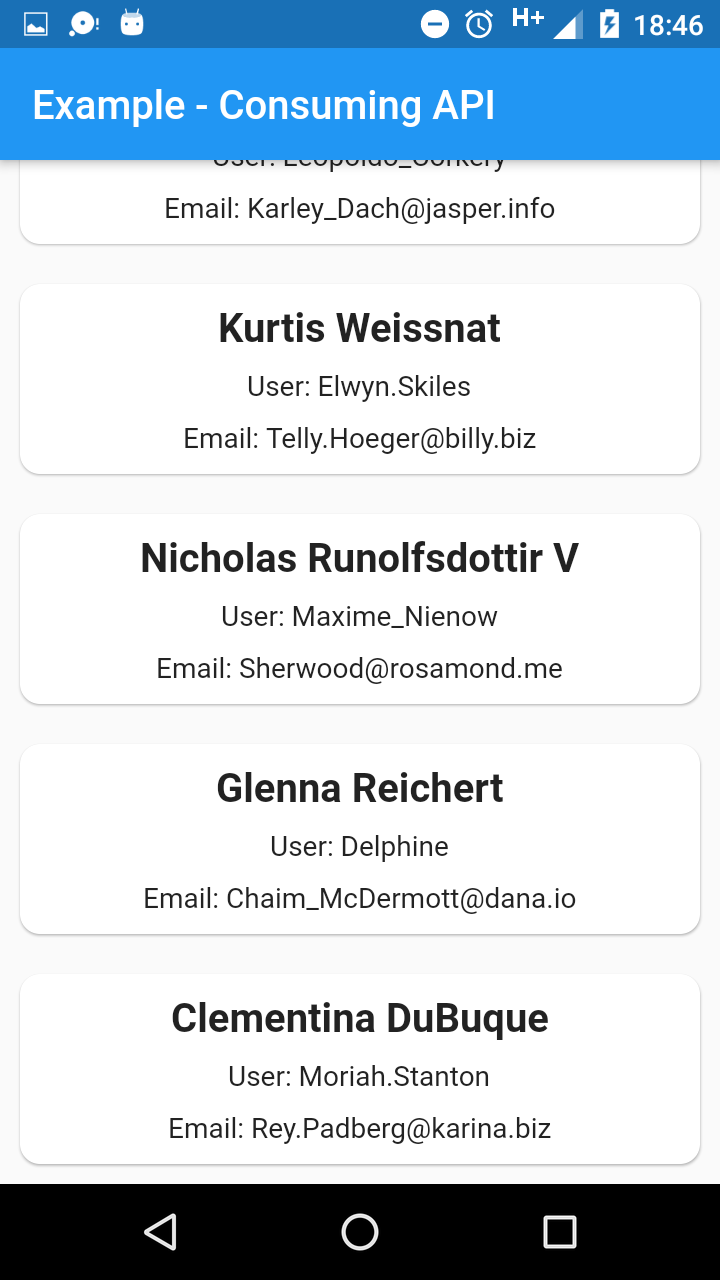 H+ 18:46
Example - Consuming API
User: Leopoldo_Corkery
Email: Karley_Dach@jasper.info
Kurtis Weissnat
User: Elwyn.Skiles
Email: Telly.Hoeger@billy.biz
Nicholas Runolfsdottir V
User: Maxime_Nienow
Email: Sherwood@rosamond.me
Glenna Reichert
User: Delphine
Email: Chaim_McDermott@dana.io
Clementina DuBuque
User: Moriah.Stanton
Email: Rey.Padberg@karina.biz